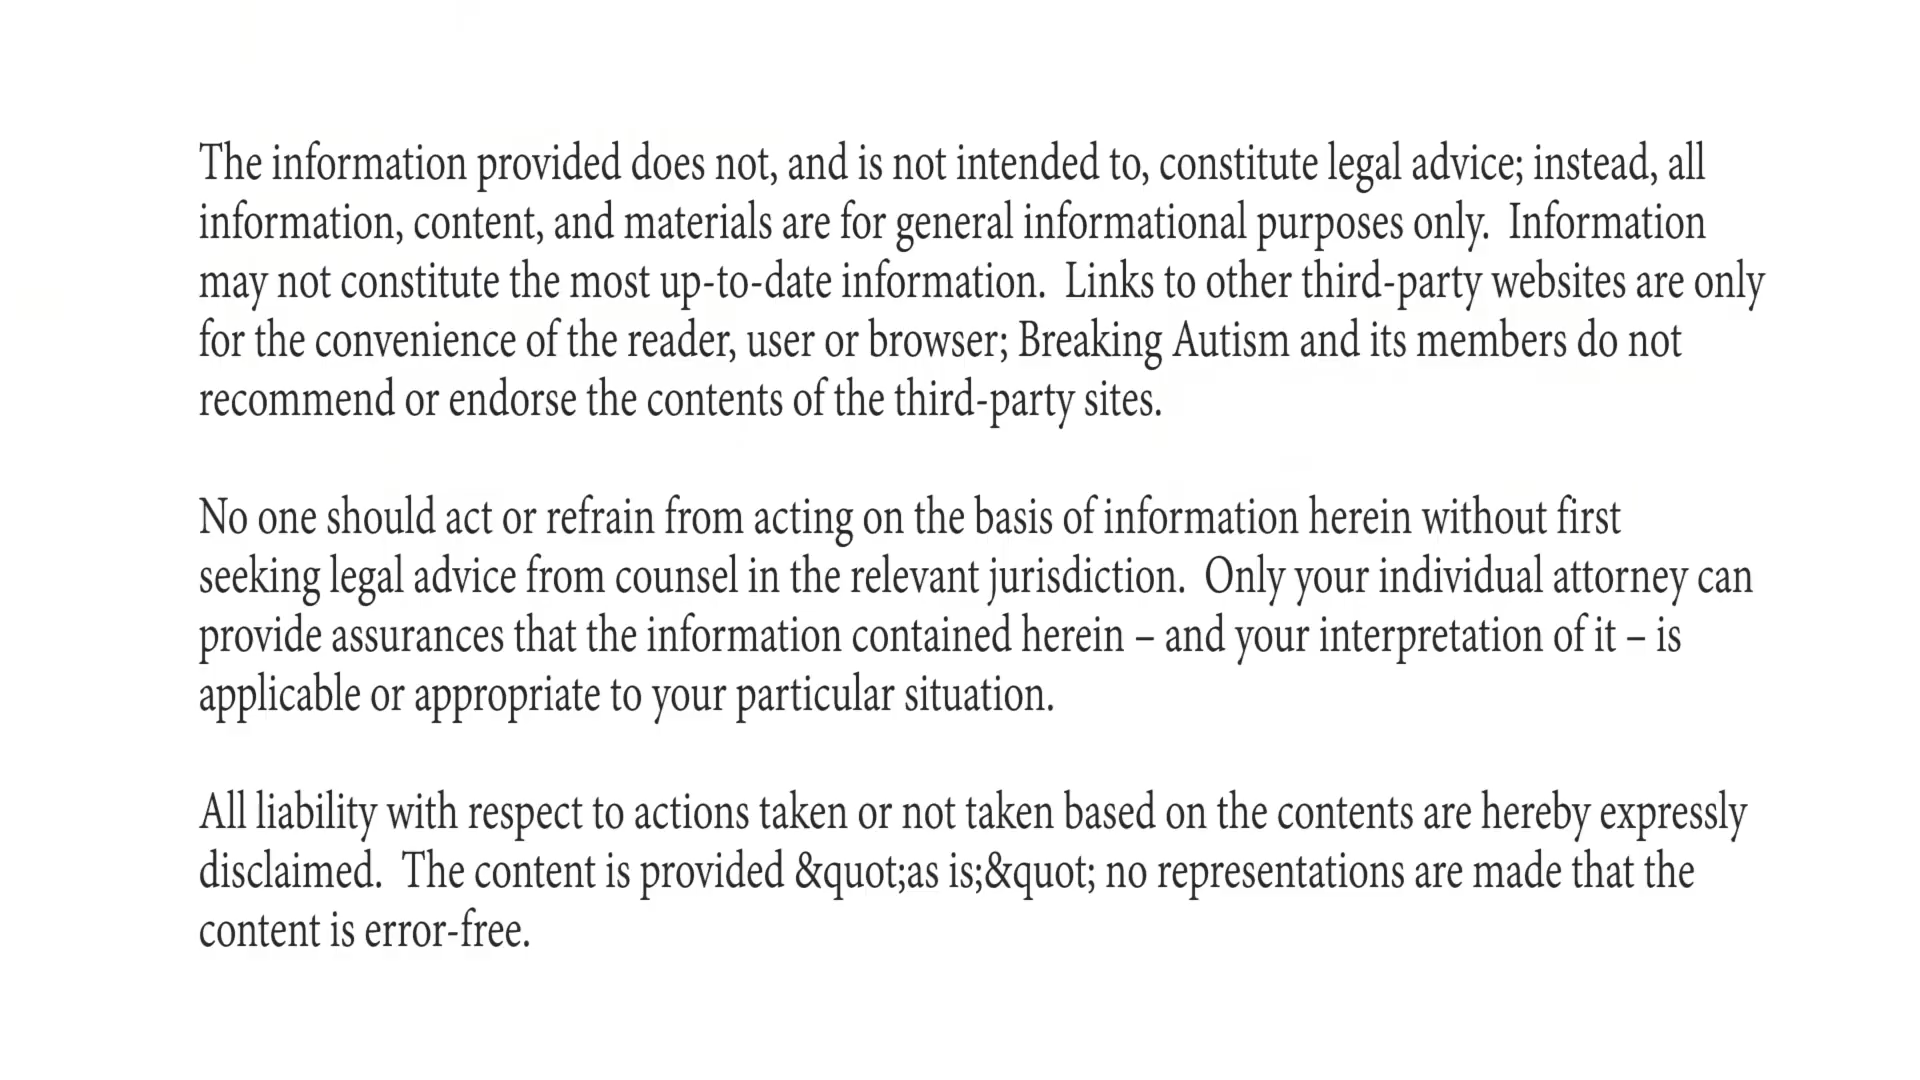 The information provided does not, and is not intended to, constitute legal advice; instead, all
information, content, and materials are for general informational purposes only.  Information
may not constitute the most up-to-date information.  Links to other third-party websites are only
for the convenience of the reader, user or browser; Breaking Autism and its members do not
recommend or endorse the contents of the third-party sites.
No one should act or refrain from acting on the basis of information herein without first
seeking legal advice from counsel in the relevant jurisdiction.  Only your individual attorney can
provide assurances that the information contained herein – and your interpretation of it – is
applicable or appropriate to your particular situation.
All liability with respect to actions taken or not taken based on the contents are hereby expressly
disclaimed.  The content is provided &quot;as is;&quot; no representations are made that the
content is error-free.